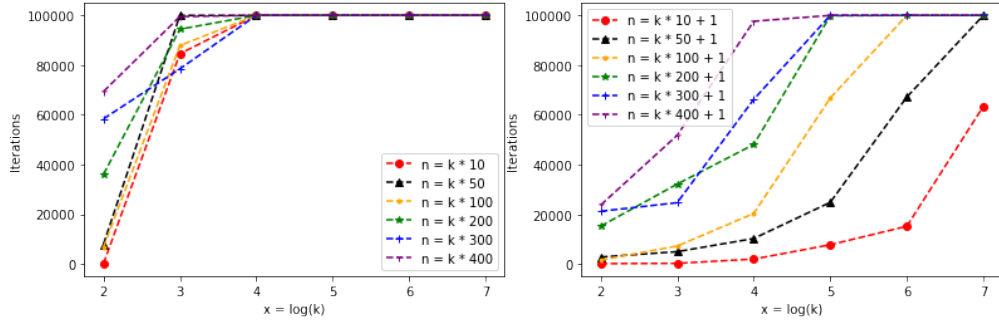 100000
80000
60000
40000
20000
0
Iterations
2 3 4 5 6 7
x = log(k)
n = k * 10
n = k * 50
n = k * 100
n = k * 200
n = k * 300
n = k * 400
100000
80000
60000
40000
20000
0
Iterations
2 3 4 5 6 7
x = log(k)
n = k * 10 + 1
n = k * 50 + 1
n = k * 100 + 1
n = k * 200 + 1
n = k * 300 + 1
n = k * 400 + 1